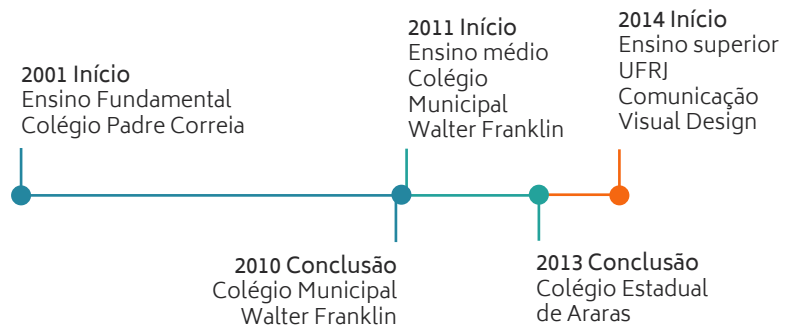 2001 Início
Ensino Fundamental
Colégio Padre Correia
2011 Início
Ensino médio
Colégio
Municipal
Walter Franklin
2014 Início
Ensino superior
UFRJ
Comunicação
Visual Design
2010 Conclusão
Colégio Municipal
Walter Franklin
2013 Conclusão
Colégio Estadual
de Araras